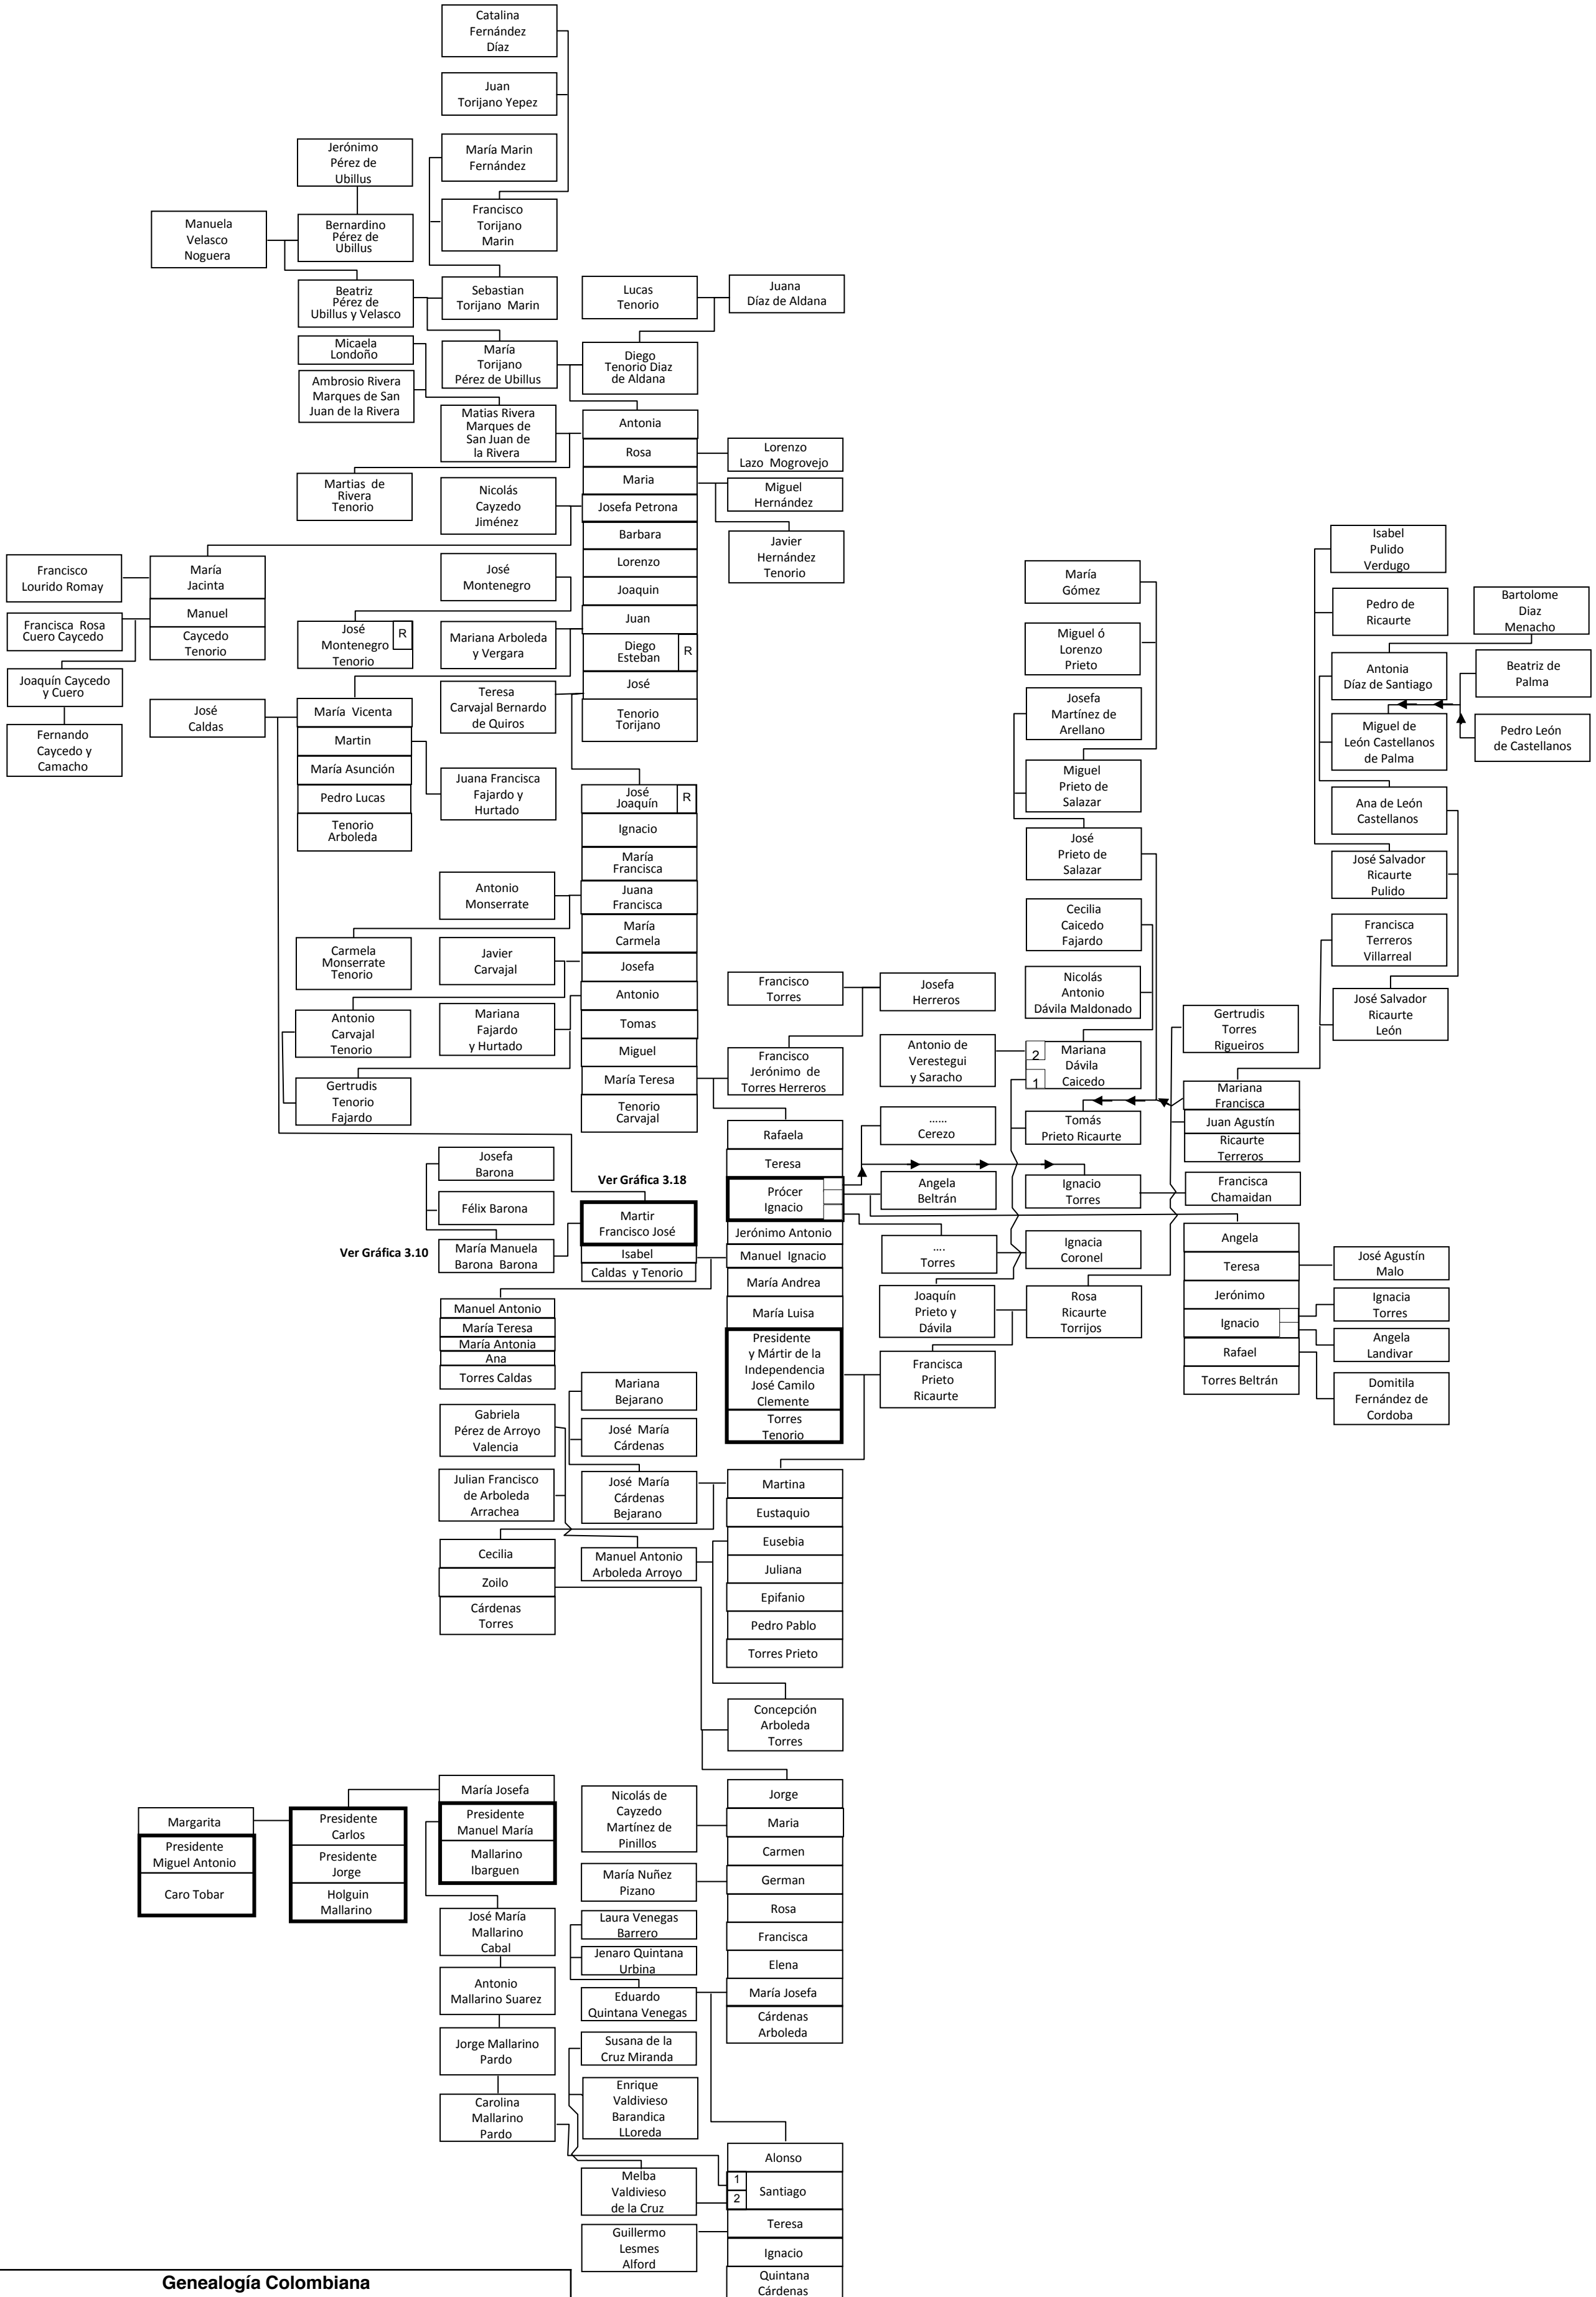 Catalina
Fernández
Díaz
Juan
Torijano Yepez
María Marin
Fernández
Jerónimo
Pérez de
Ubillus
Francisco
Torijano
Marin
Manuela
Velasco
Noguera
Bernardino
Pérez de
Ubillus
Beatriz
Pérez de
Ubillus y Velasco
Sebastian
Torijano Marin
Lucas
Tenorio
Juana
Díaz de Aldana
Micaela
Londoño
María
Torijano
Pérez de Ubillus
Diego
Tenorio Diaz
de Aldana
Ambrosio Rivera
Marques de San
Juan de la Rivera
Matias Rivera
Marques de
San Juan de
la Rivera
Antonia
Rosa
Maria
Josefa Petrona
Barbara
Lorenzo
Joaquin
Juan
Diego
Esteban
R
José
Tenorio
Torijano
Lorenzo
Lazo Mogrovejo
Miguel
Hernández
Javier
Hernández
Tenorio
Martias de
Rivera
Tenorio
Nicolás
Cayzedo
Jiménez
Francisco
Lourido Romay
María
Jacinta
Manuel
Caycedo
Tenorio
Francisca Rosa
Cuero Caycedo
Joaquín Caycedo
y Cuero
Fernando
Caycedo y
Camacho
José
Montenegro
José
Montenegro
Tenorio
R
Mariana Arboleda
y Vergara
Teresa
Carvajal Bernardo
de Quiros
José
Caldas
María Vicenta
Martin
María Asunción
Pedro Lucas
Tenorio
Arboleda
Juana Francisca
Fajardo y
Hurtado
José
Joaquín
R
Ignacio
María
Francisca
Juana
Francisca
María
Carmela
Josefa
Antonio
Tomas
Miguel
María Teresa
Tenorio
Carvajal
Antonio
Monserrate
Carmela
Monserrate
Tenorio
Javier
Carvajal
Antonio
Carvajal
Tenorio
Mariana
Fajardo
y Hurtado
Gertrudis
Tenorio
Fajardo
María
Gómez
Miguel ó
Lorenzo
Prieto
Josefa
Martínez de
Arellano
Miguel
Prieto de
Salazar
José
Prieto de
Salazar
Cecilia
Caicedo
Fajardo
Nicolás
Antonio
Dávila Maldonado
Isabel
Pulido
Verdugo
Pedro de
Ricaurte
Bartolome
Diaz
Menacho
Antonia
Díaz de Santiago
Beatriz de
Palma
Miguel de
León Castellanos
de Palma
Pedro León
de Castellanos
Ana de León
Castellanos
José Salvador
Ricaurte
Pulido
Francisca
Terreros
Villarreal
José Salvador
Ricaurte
León
Francisco
Torres
Josefa
Herreros
Francisco
Jerónimo de
Torres Herreros
Antonio de
Verestegui
y Saracho
2
1
Mariana
Dávila
Caicedo
Gertrudis
Torres
Rigueiros
Mariana
Francisca
Juan Agustín
Ricaurte
Terreros
Tomás
Prieto Ricaurte
Rafaela
Teresa
Prócer
Ignacio
Jerónimo Antonio
Manuel Ignacio
María Andrea
María Luisa
Presidente
y Mártir de la
Independencia
José Camilo
Clemente
Torres
Tenorio
......
Cerezo
Angela
Beltrán
Ignacio
Torres
Francisca
Chamaidan
....
Torres
Ignacia
Coronel
Joaquín
Prieto y
Dávila
Rosa
Ricaurte
Torrijos
Francisca
Prieto
Ricaurte
Angela
Teresa
Jerónimo
Ignacio
Rafael
Torres Beltrán
José Agustín
Malo
Ignacia
Torres
Angela
Landivar
Domitila
Fernández de
Cordoba
Josefa
Barona
Félix Barona
Ver Gráfica 3.10
María Manuela
Barona Barona
Ver Gráfica 3.18
Martir
Francisco José
Isabel
Caldas y Tenorio
Manuel Antonio
María Teresa
María Antonia
Ana
Torres Caldas
Mariana
Bejarano
José María
Cárdenas
José María
Cárdenas
Bejarano
Gabriela
Pérez de Arroyo
Valencia
Julian Francisco
de Arboleda
Arrachea
Cecilia
Zoilo
Cárdenas
Torres
Manuel Antonio
Arboleda Arroyo
Martina
Eustaquio
Eusebia
Juliana
Epifanio
Pedro Pablo
Torres Prieto
Concepción
Arboleda
Torres
Margarita
Presidente
Miguel Antonio
Caro Tobar
Presidente
Carlos
Presidente
Jorge
Holguin
Mallarino
María Josefa
Presidente
Manuel María
Mallarino
Ibarguen
José María
Mallarino
Cabal
Antonio
Mallarino Suarez
Jorge Mallarino
Pardo
Carolina
Mallarino
Pardo
Nicolás de
Cayzedo
Martínez de
Pinillos
María Nuñez
Pizano
Laura Venegas
Barrero
Jenaro Quintana
Urbina
Eduardo
Quintana Venegas
Susana de la
Cruz Miranda
Enrique
Valdivieso
Barandica
LLoreda
Melba
Valdivieso
de la Cruz
Guillermo
Lesmes
Alford
Jorge
Maria
Carmen
German
Rosa
Francisca
Elena
María Josefa
Cárdenas
Arboleda
Alonso
1
2
Santiago
Teresa
Ignacio
Quintana
Cárdenas
Genealogía Colombiana